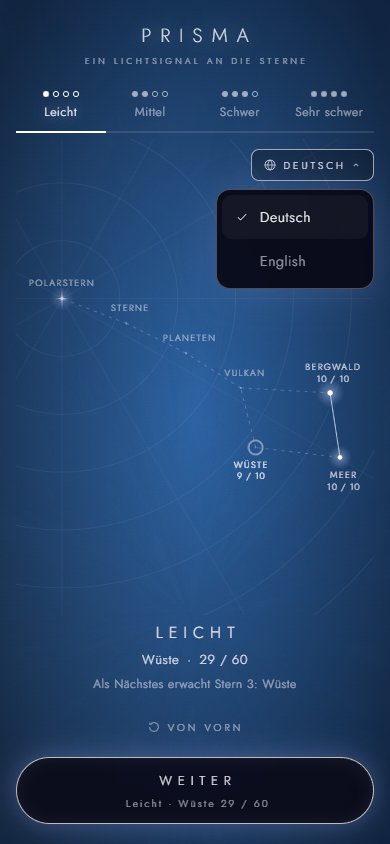 PRISMA
EIN LICHTSIGNAL AN DIE STERNE
Leicht
Mittel
Schwer
Sehr schwer
DEUTSCH
Deutsch
English
POLARSTERN
STERNE
PLANETEN
VULKAN
BERGWALD
10 / 10
WÜSTE
9 / 10
MEER
10 / 10
LEICHT
Wüste · 29 / 60
Als Nächstes erwacht Stern 3: Wüste
VON VORN
WEITER
Leicht · Wüste 29 / 60